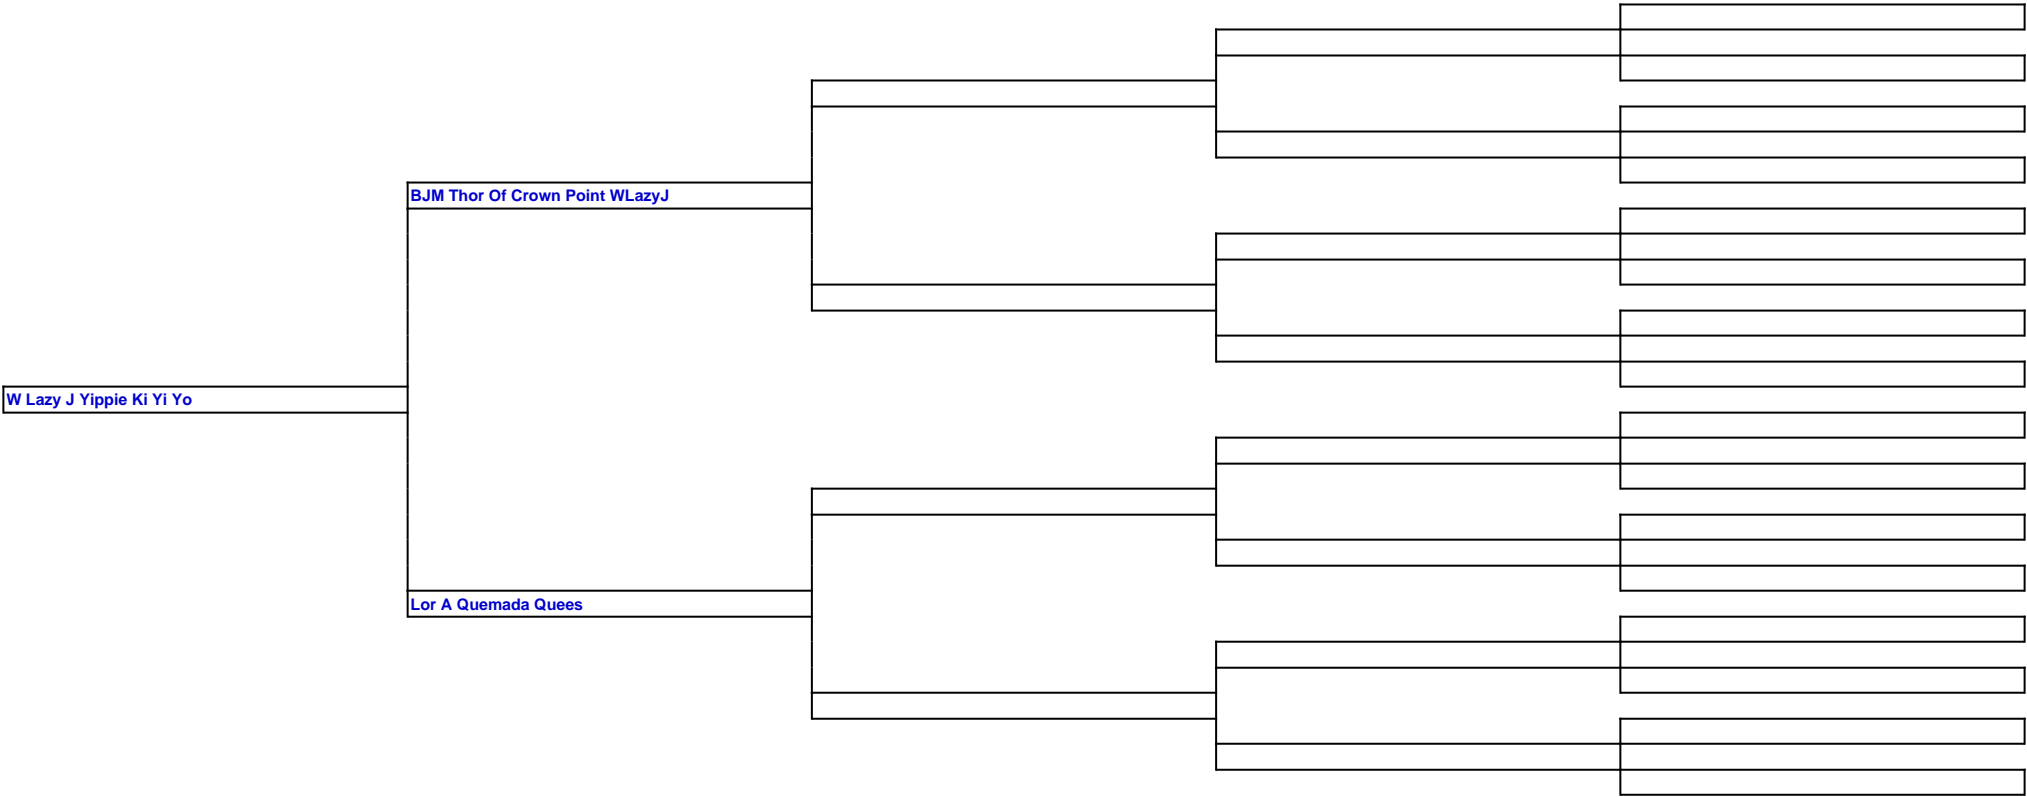 BJM Thor Of Crown Point WLazyJ
W Lazy J Yippie Ki Yi Yo
Lor A Quemada Quees